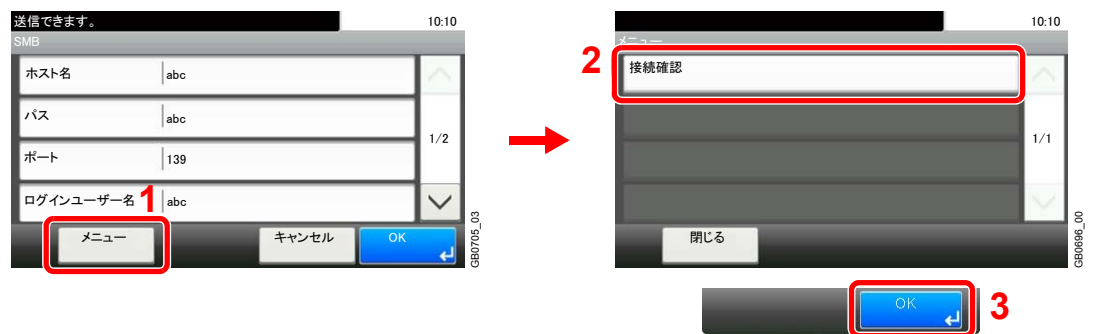 送信できます。 10:10
SMB
ホスト名 abc
パス abc
1/2
ポート 139
ログインユーザー名 1 abc
メニュー キャンセル OK
GB0705_03
10:10
メニュー
2 接続確認
1/1
閉じる
GB0696_00
OK 3